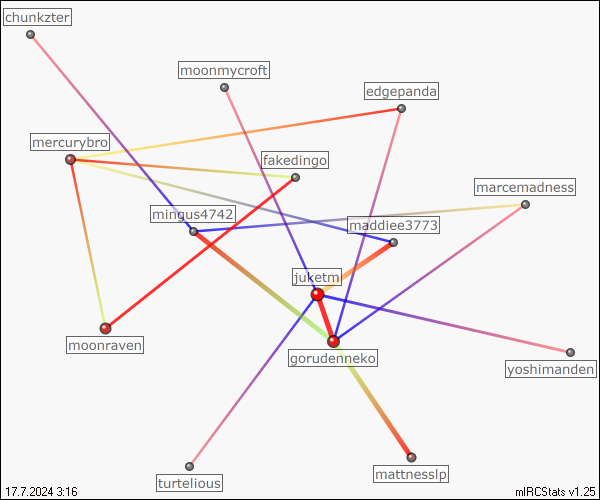 chunkzter
moonmycroft
edgepanda
mercurybro
fakedingo
marcemadness
mingus4742
maddiee3773
juketm
moonraven
gorudenneko
yoshimanden
mattnesslp
turtelious
17.7.2024 3:16
mIRCStats v1.25